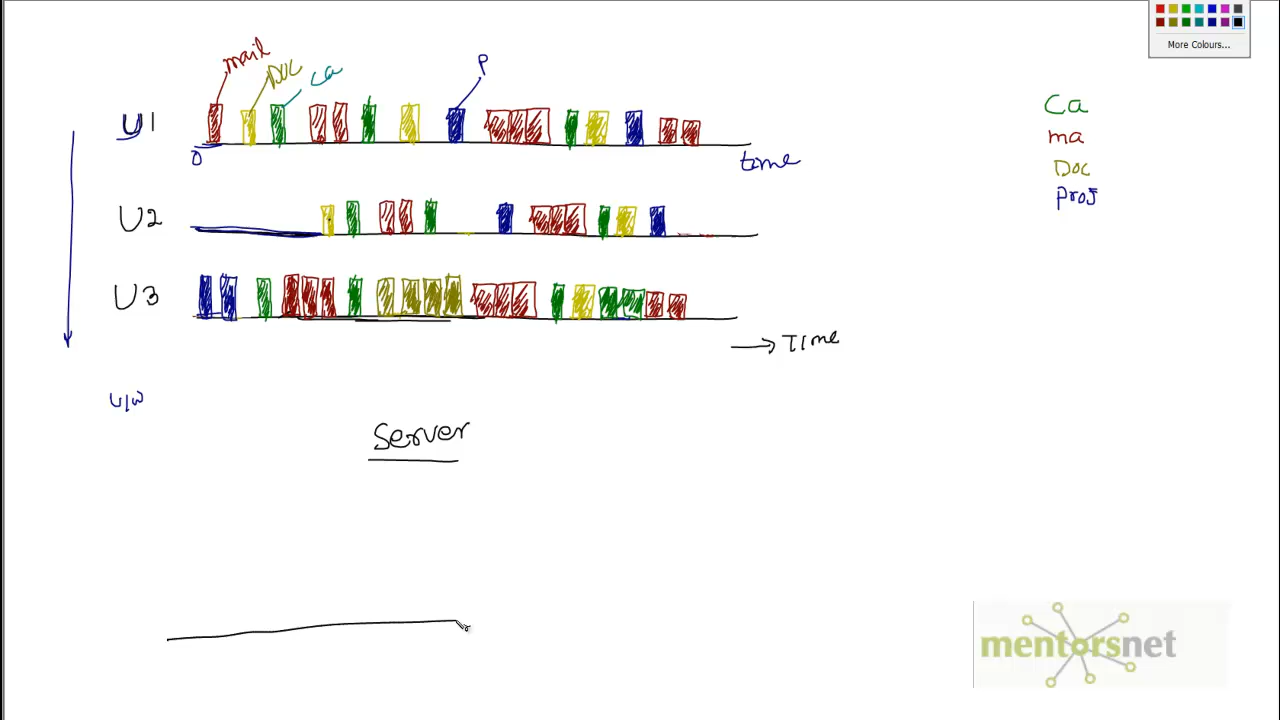 More Colours...
mail
Doc
Ca
P
U1
0
time
Ca
ma
Doc
Proj
U2
U3
Time
U/W
Server
mentorsnet